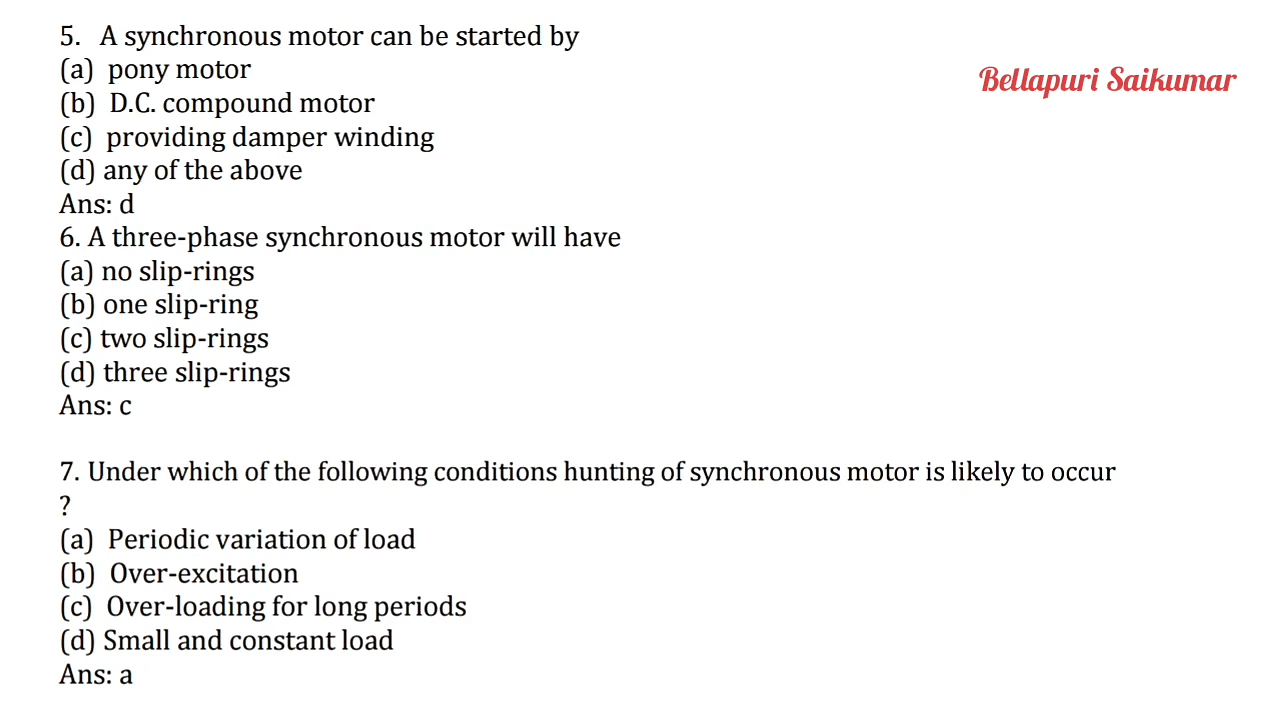 5. A synchronous motor can be started by
Bellapuri Saikumar
(a) pony motor
(b) D.C. compound motor
(c) providing damper winding
(d) any of the above
Ans: d
6. A three-phase synchronous motor will have
(a) no slip-rings
(b) one slip-ring
(c) two slip-rings
(d) three slip-rings
Ans: c
7. Under which of the following conditions hunting of synchronous motor is likely to occur
?
(a) Periodic variation of load
(b) Over-excitation
(c) Over-loading for long periods
(d) Small and constant load
Ans: a